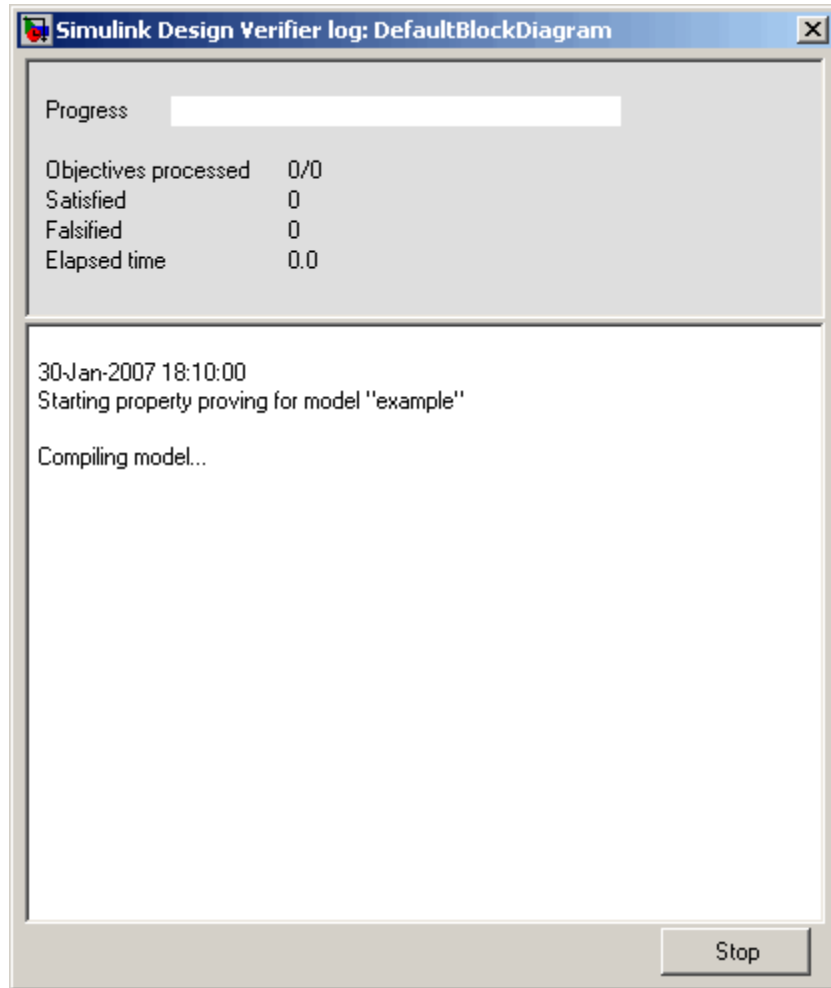 Simulink Design Verifier log: DefaultBlockDiagram
Progress
Objectives processed 0/0
Satisfied 0
Falsified 0
Elapsed time 0.0
30-Jan-2007 18:10:00
Starting property proving for model "example"
Compiling model...
Stop